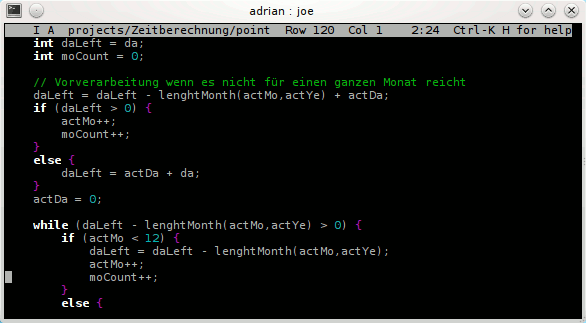 adrian : joe
I A projects/Zeitberechnung/point Row 120 Col 1 2:24 Ctrl-K H for help
int daLeft = da;
int moCount = 0;
// Vorverarbeitung wenn es nicht für einen ganzen Monat reicht
daLeft = daLeft - lenghtMonth(actMo,actYe) + actDa;
if (daLeft > 0) {
actMo++;
moCount++;
}
else {
daLeft = actDa + da;
}
actDa = 0;
while (daLeft - lenghtMonth(actMo,actYe) > 0) {
if (actMo < 12) {
daLeft = daLeft - lenghtMonth(actMo,actYe);
actMo++;
moCount++;
}
else {